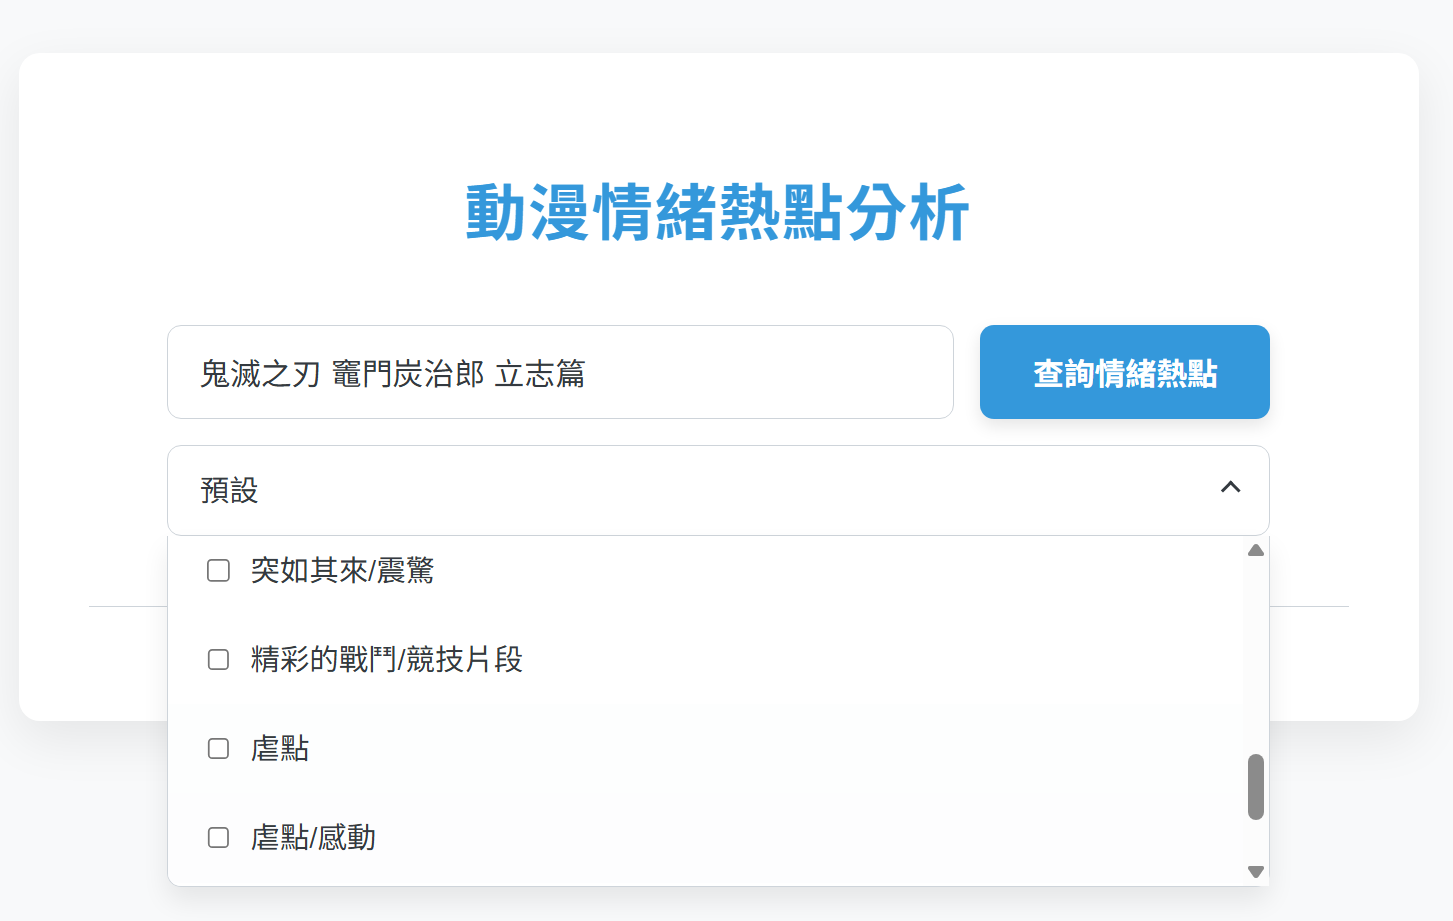 動漫情緒熱點分析
鬼滅之刃 竈門炭治郎 立志篇
查詢情緒熱點
預設
突如其來/震驚
精彩的戰鬥/競技片段
虐點
虐點/感動